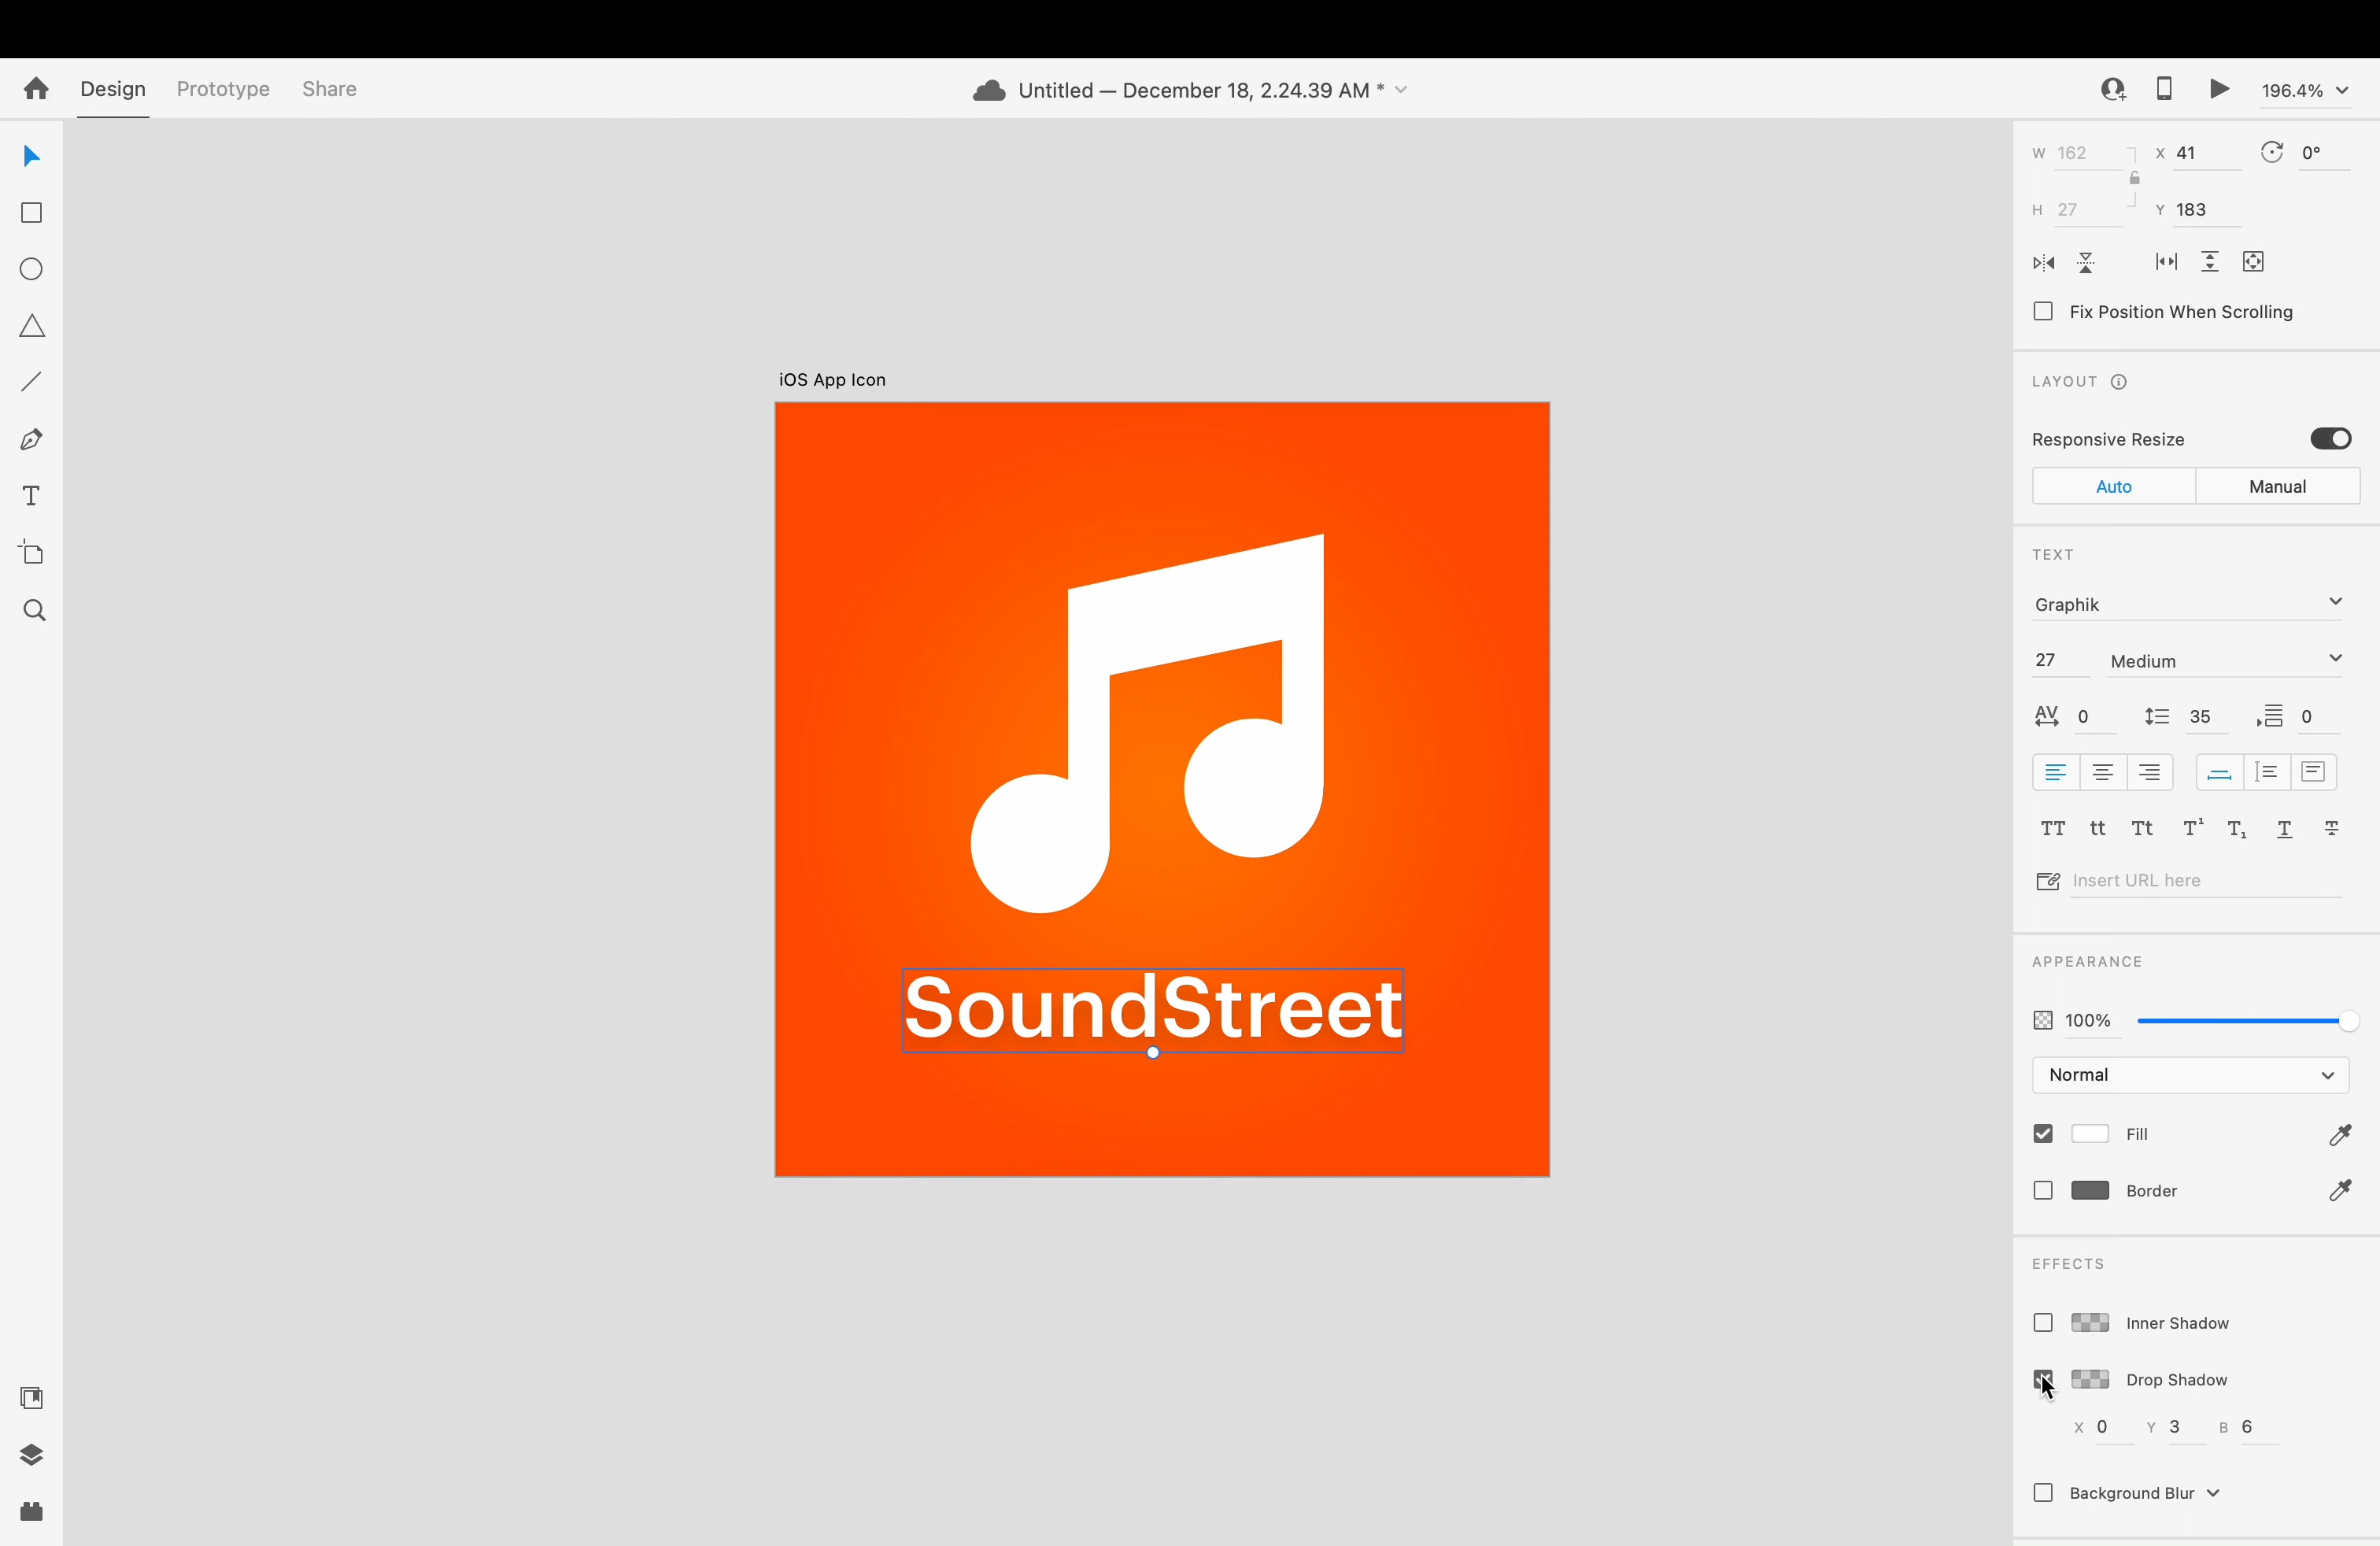 Design Prototype Share Untitled — December 18, 2.24.39 AM * 196.4%
W 162 X 41 0°
H 27 Y 183
Fix Position When Scrolling
iOS App Icon
LAYOUT
Responsive Resize
Auto Manual
TEXT
Graphik
27 Medium
AV 0 35 0
TT tt Tt T¹ T₁ T T
Insert URL here
APPEARANCE
SoundStreet
100%
Normal
Fill
Border
EFFECTS
Inner Shadow
Drop Shadow
X 0 Y 3 B 6
Background Blur